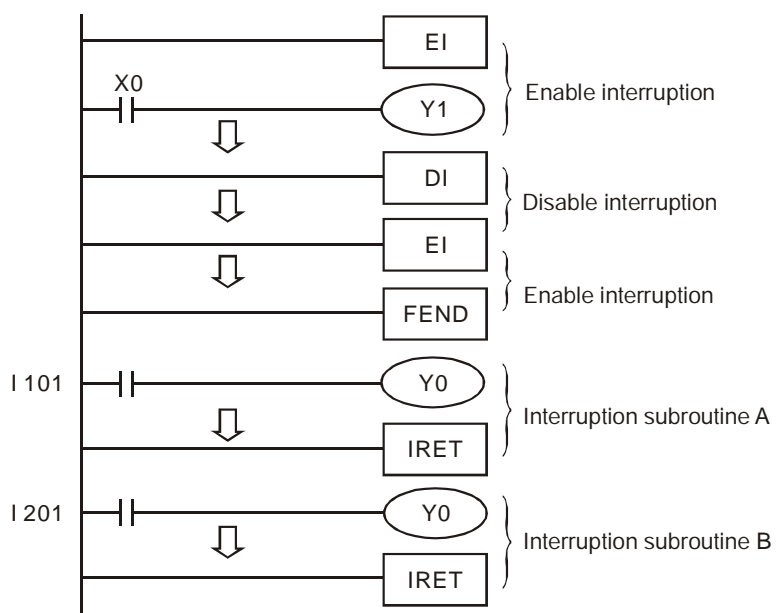 EI
Enable interruption
X0
Y1
DI
Disable interruption
EI
Enable interruption
FEND
I 101
Y0
Interruption subroutine A
IRET
I 201
Y0
Interruption subroutine B
IRET